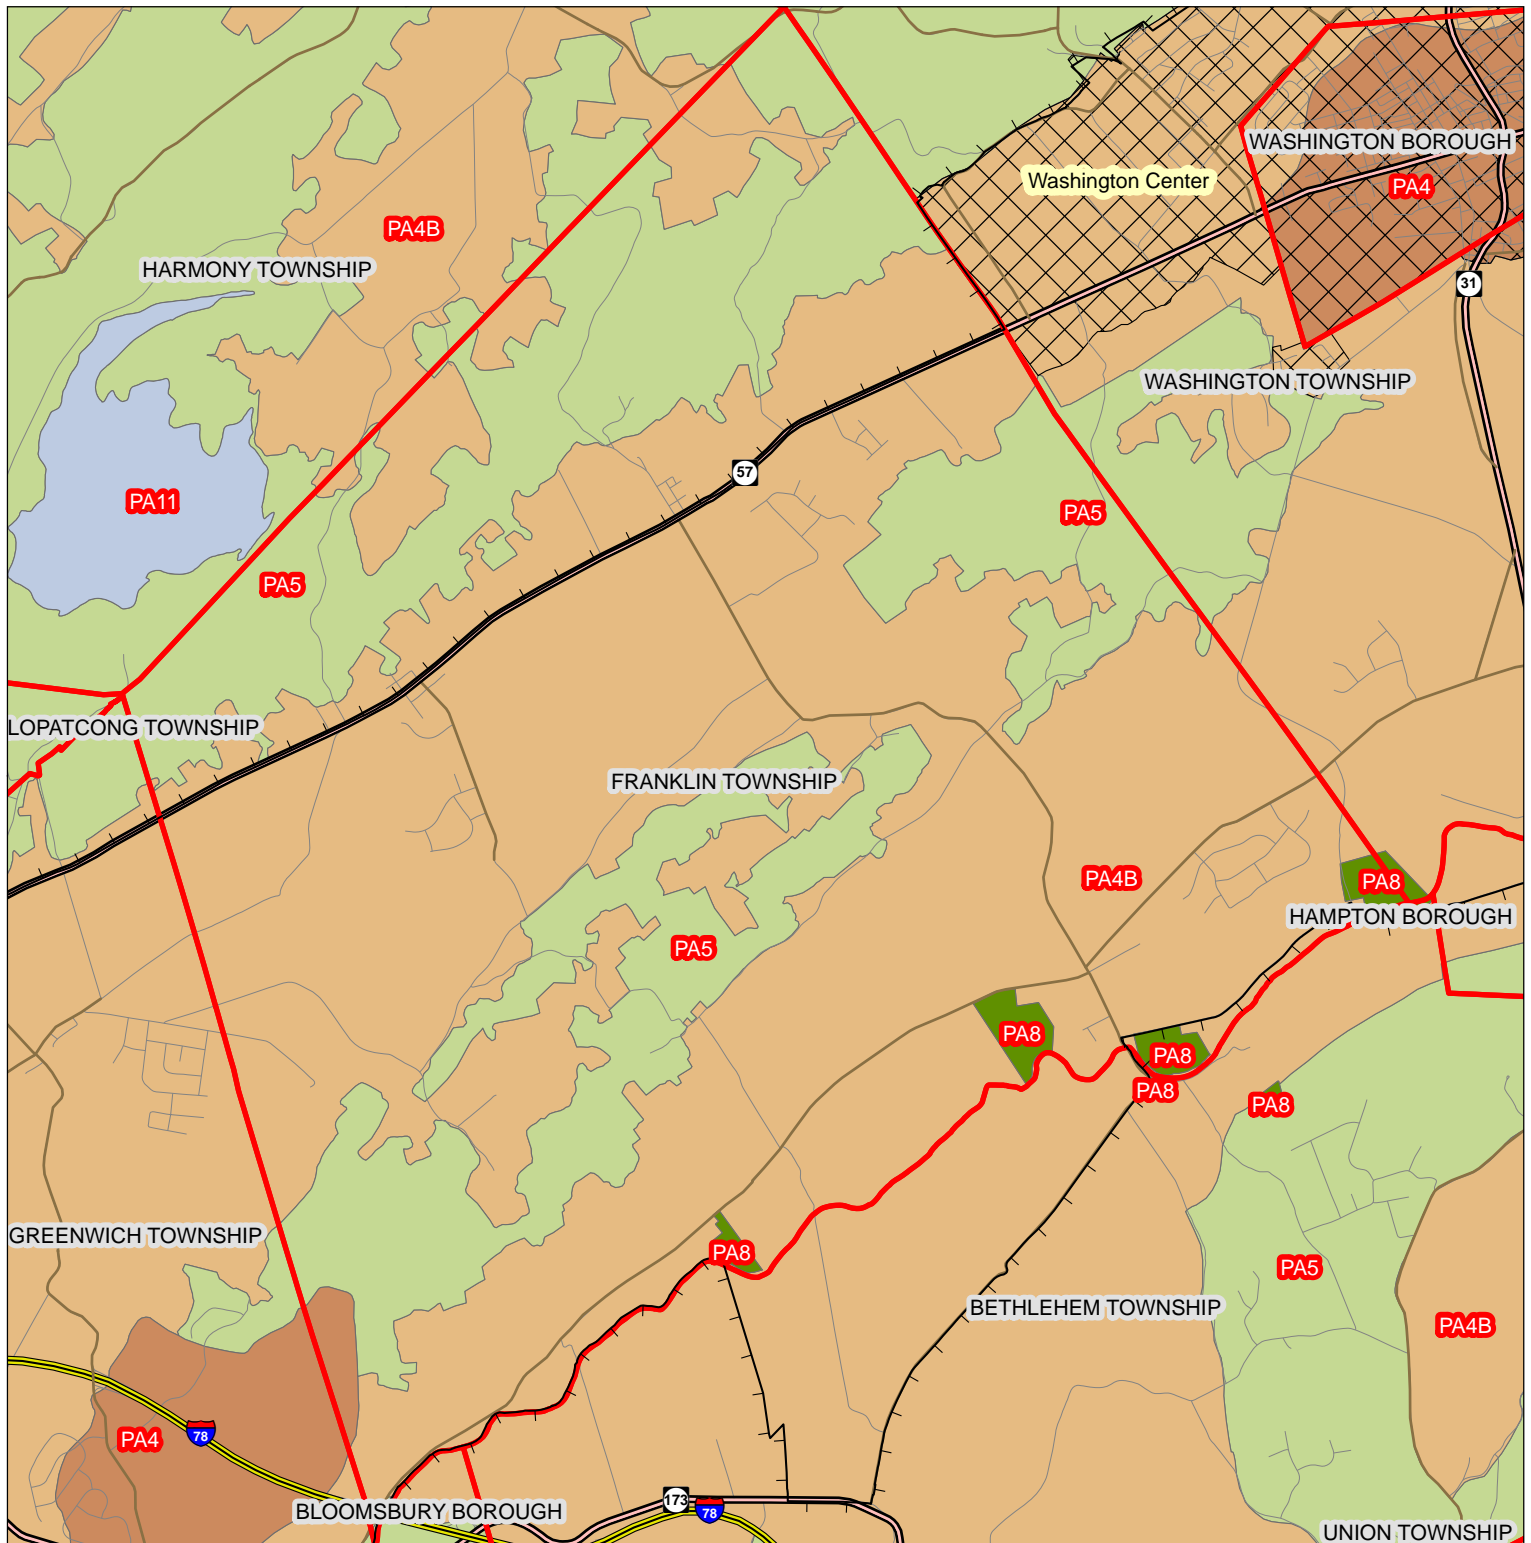 WASHINGTON BOROUGH
Washington Center
PA4
PA4B
HARMONY TOWNSHIP
31
WASHINGTON TOWNSHIP
57
PA11
PA5
PA5
LOPATCONG TOWNSHIP
FRANKLIN TOWNSHIP
PA4B
PA8
HAMPTON BOROUGH
PA5
PA8
PA8
PA8
PA8
GREENWICH TOWNSHIP
PA8
PA5
BETHLEHEM TOWNSHIP
PA4B
PA4
78
173
78
BLOOMSBURY BOROUGH
UNION TOWNSHIP